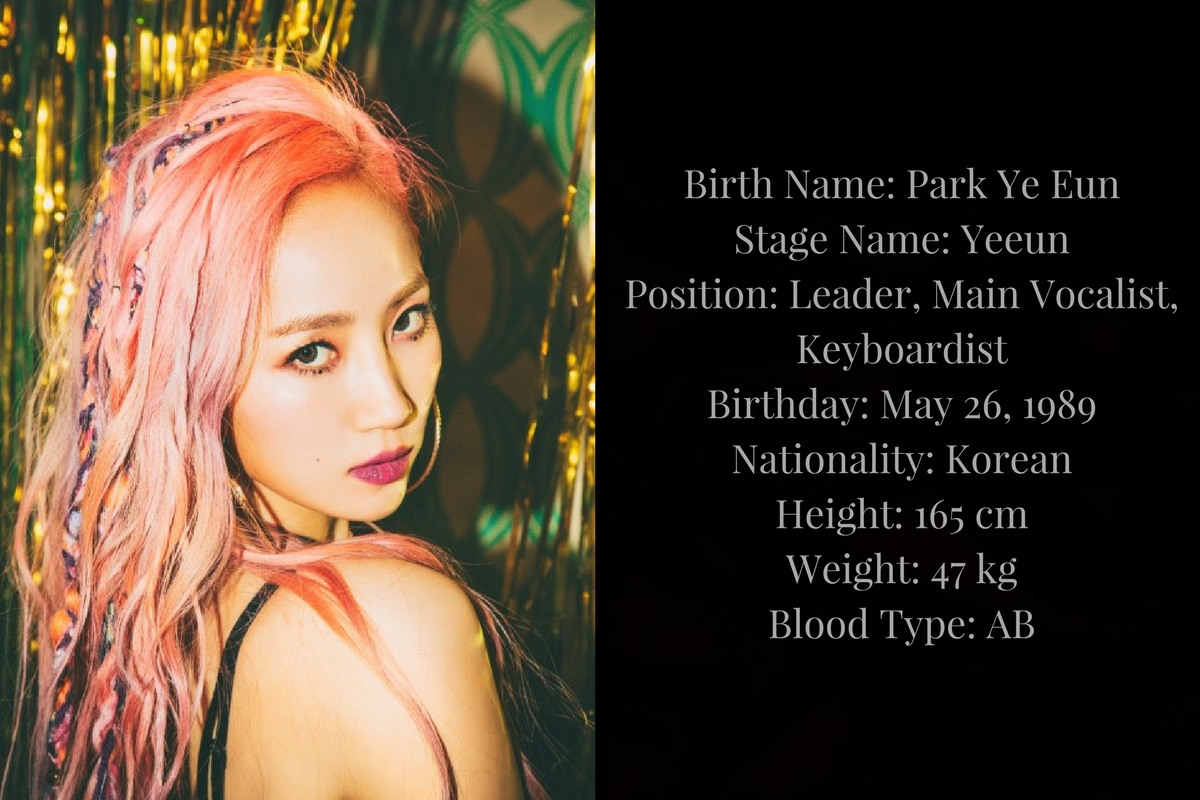 Birth Name: Park Ye Eun
Stage Name: Yeeun
Position: Leader, Main Vocalist,
Keyboardist
Birthday: May 26, 1989
Nationality: Korean
Height: 165 cm
Weight: 47 kg
Blood Type: AB